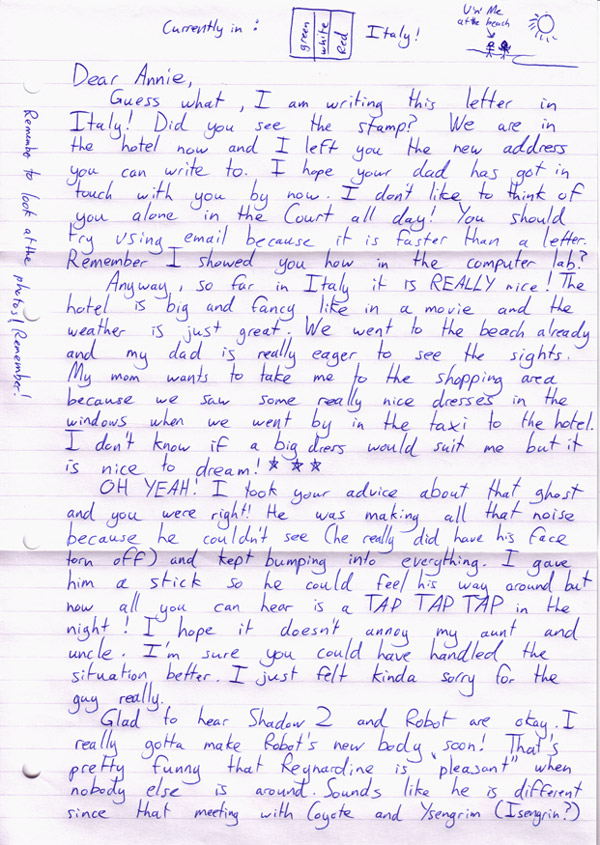 Currently in :
green
white
Red
Italy!
U 'n' Me
at the beach
Dear Annie,
Guess what, I am writing this letter in
Italy! Did you see the stamp? We are in
the hotel now and I left you the new address
you can write to. I hope your dad has got in
touch with you by now. I don't like to think of
you alone in the Court all day! You should
try using email because it is faster than a letter.
Remember I showed you how in the computer lab?
Anyway, so far in Italy it is REALLY nice! The
hotel is big and fancy like in a movie and the
weather is just great. We went to the beach already
and my dad is really eager to see the sights.
My mom wants to take me to the shopping area
because we saw some really nice dresses in the
windows when we went by in the taxi to the hotel.
I don't know if a big dress would suit me but it
is nice to dream! ★ ★ ★
OH YEAH! I took your advice about that ghost
and you were right! He was making all that noise
because he couldn't see (he really did have his face
torn off) and kept bumping into everything. I gave
him a stick so he could feel his way around but
now all you can hear is a TAP TAP TAP in the
night! I hope it doesn't annoy my aunt and
uncle. I'm sure you could have handled the
situation better. I just felt kinda sorry for the
guy really.
Glad to hear Shadow 2 and Robot are okay. I
really gotta make Robot's new body soon! That's
pretty funny that Reynardine is "pleasant" when
nobody else is around. Sounds like he is different
since that meeting with Coyote and Ysengrim (Isengrin?)
Remembe to look at the photos! Remember!